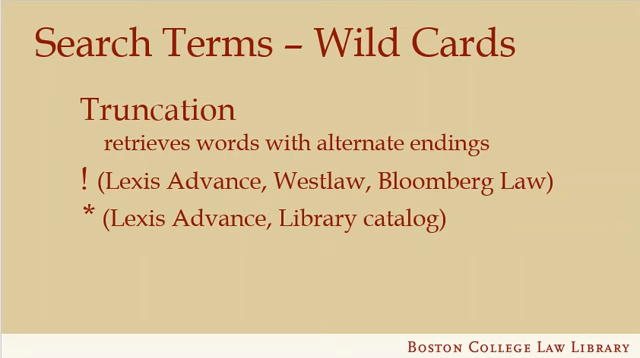 Search Terms – Wild Cards
Truncation
retrieves words with alternate endings
! (Lexis Advance, Westlaw, Bloomberg Law)
* (Lexis Advance, Library catalog)
Boston College Law Library